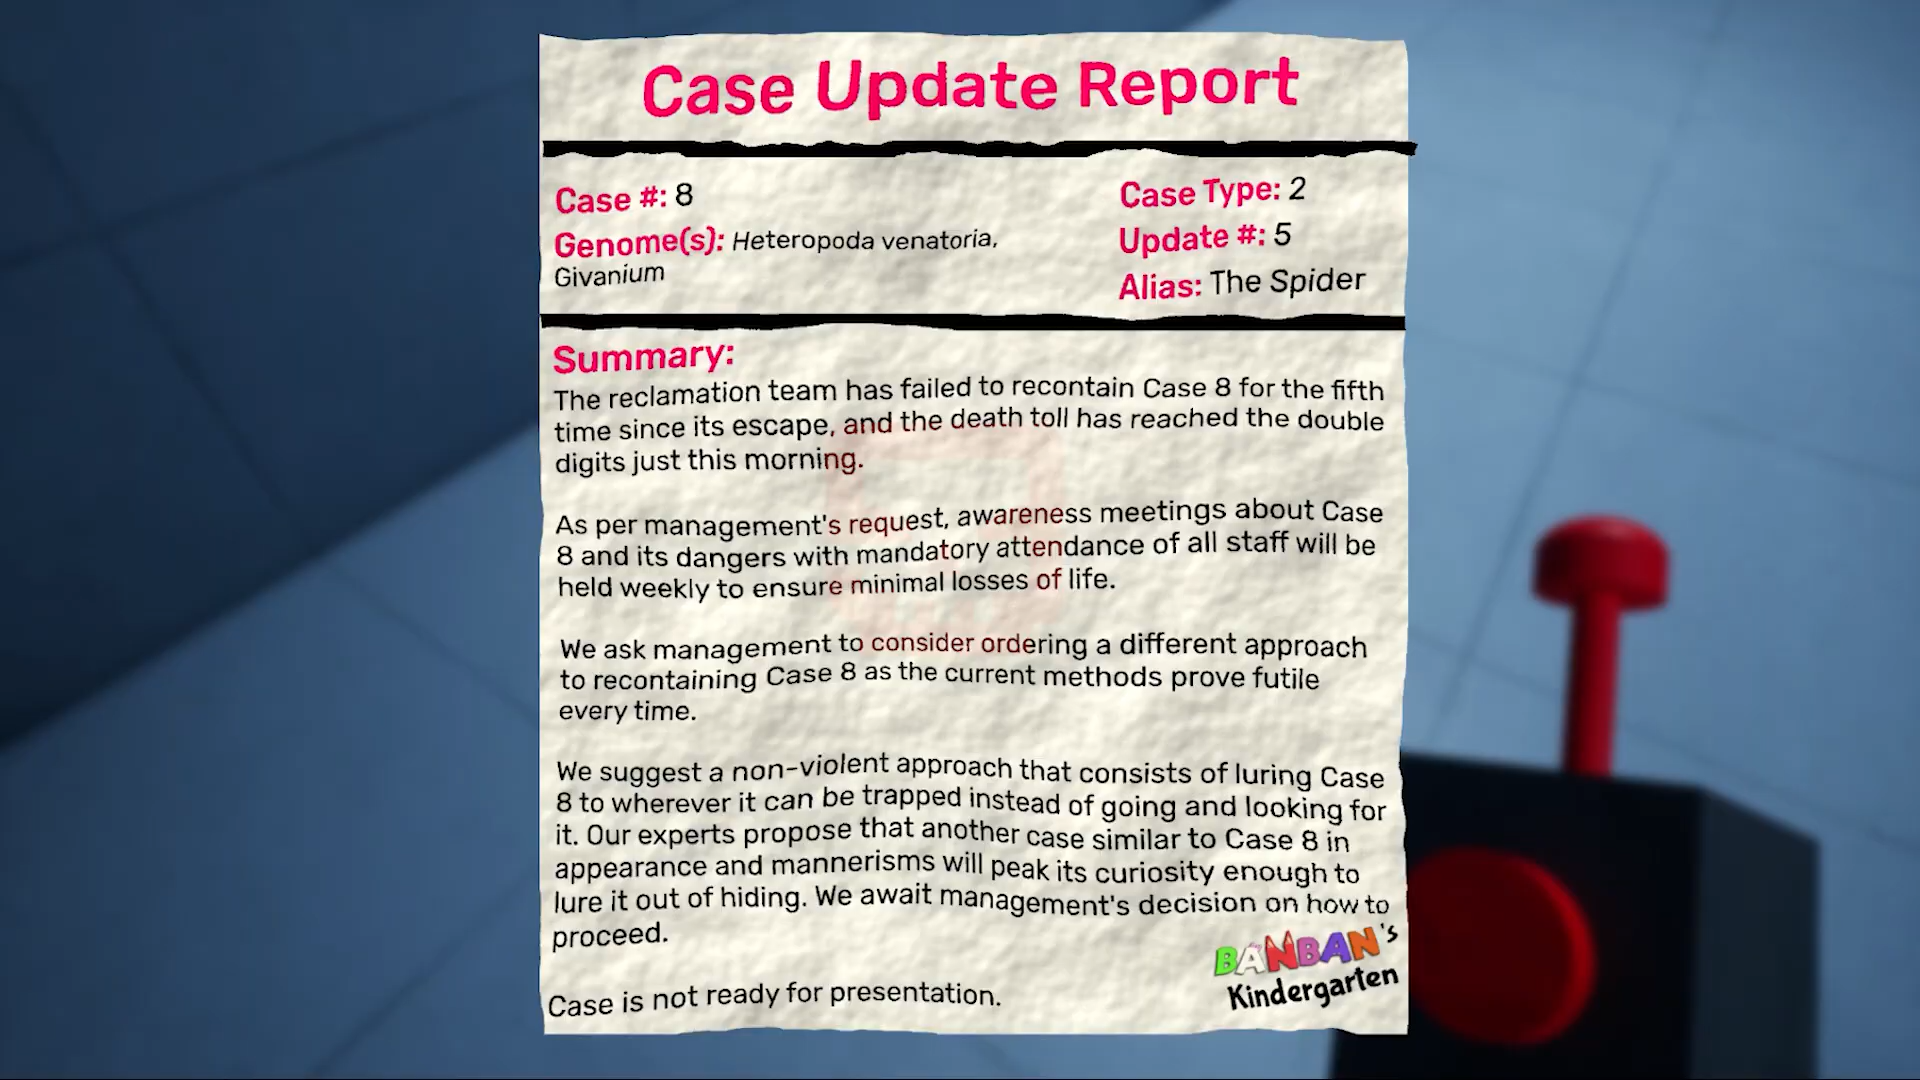 Case Update Report
Case #: 8
Genome(s): Heteropoda venatoria,
Givanium
Case Type: 2
Update #: 5
Alias: The Spider
Summary:
The reclamation team has failed to recontain Case 8 for the fifth
time since its escape, and the death toll has reached the double
digits just this morning.
As per management's request, awareness meetings about Case
8 and its dangers with mandatory attendance of all staff will be
held weekly to ensure minimal losses of life.
We ask management to consider ordering a different approach
to recontaining Case 8 as the current methods prove futile
every time.
We suggest a non-violent approach that consists of luring Case
8 to wherever it can be trapped instead of going and looking for
it. Our experts propose that another case similar to Case 8 in
appearance and mannerisms will peak its curiosity enough to
lure it out of hiding. We await management's decision on how to
proceed.
Case is not ready for presentation.
BANBAN's
Kindergarten